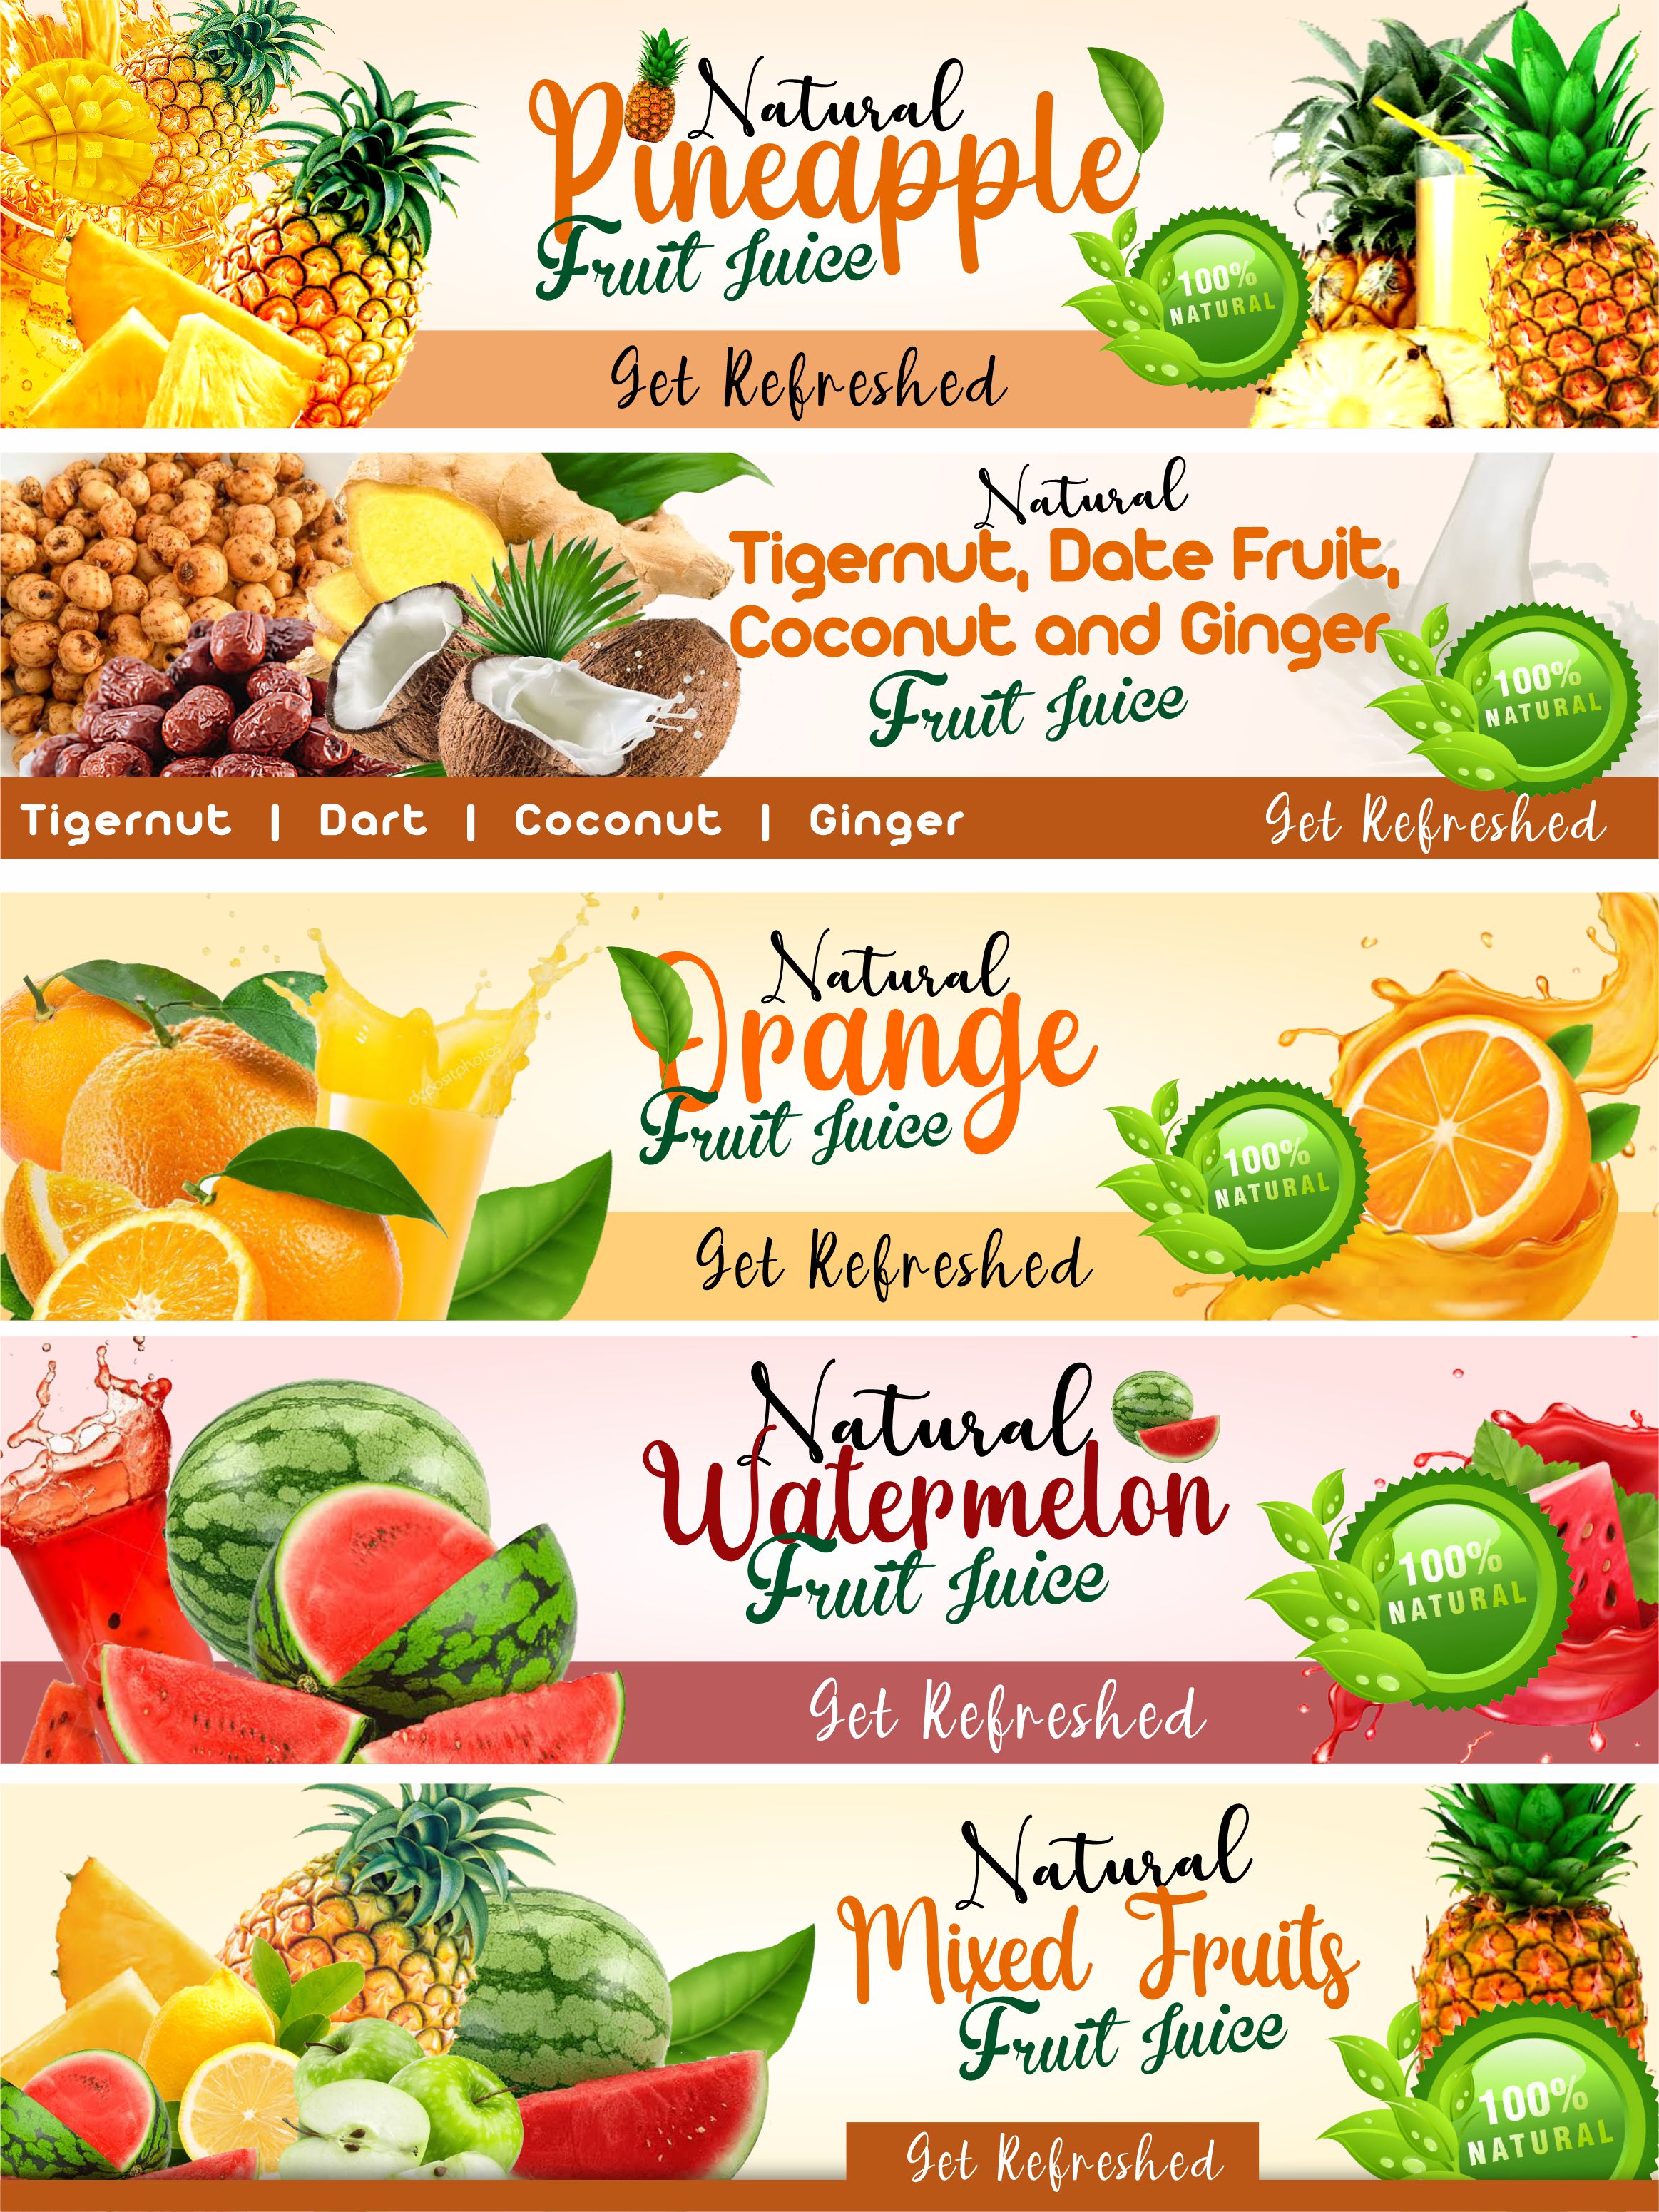 Natural
Pineapple
Fruit Juice
100%
NATURAL
Get Refreshed
Natural
Tigernut, Date Fruit,
Coconut and Ginger
Fruit Juice
100%
NATURAL
Tigernut | Dart | Coconut | Ginger
Get Refreshed
Natural
Orange
depositphotos
Fruit Juice
100%
NATURAL
Get Refreshed
Natural
Watermelon
Fruit Juice
100%
NATURAL
Get Refreshed
Natural
Mixed Fruits
Fruit Juice
100%
NATURAL
Get Refreshed